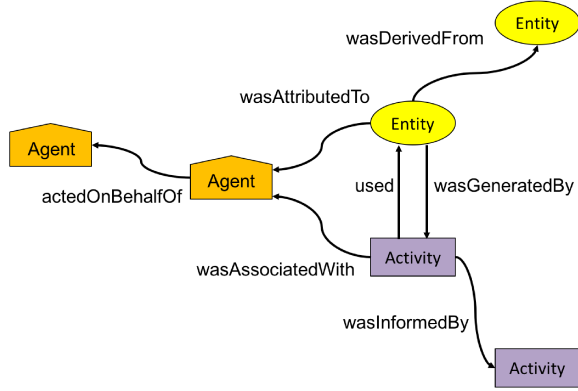 Entity
wasDerivedFrom
wasAttributedTo
Entity
Agent
Agent
actedOnBehalfOf
used
wasGeneratedBy
Activity
wasAssociatedWith
wasInformedBy
Activity